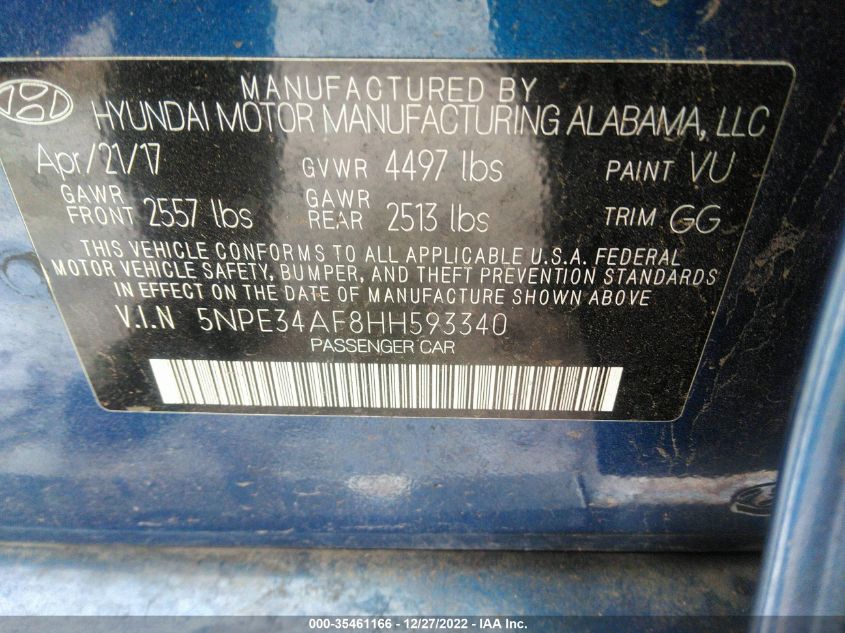 MANUFACTURED BY
HYUNDAI MOTOR MANUFACTURING ALABAMA, LLC
Apr/21/17 GVWR 4497 lbs PAINT VU
GAWR FRONT 2557 lbs GAWR REAR 2513 lbs TRIM GG
THIS VEHICLE CONFORMS TO ALL APPLICABLE U.S.A. FEDERAL
MOTOR VEHICLE SAFETY, BUMPER, AND THEFT PREVENTION STANDARDS
IN EFFECT ON THE DATE OF MANUFACTURE SHOWN ABOVE
V.I.N 5NPE34AF8HH593340
PASSENGER CAR
000-35461166 - 12/27/2022 - IAA Inc.